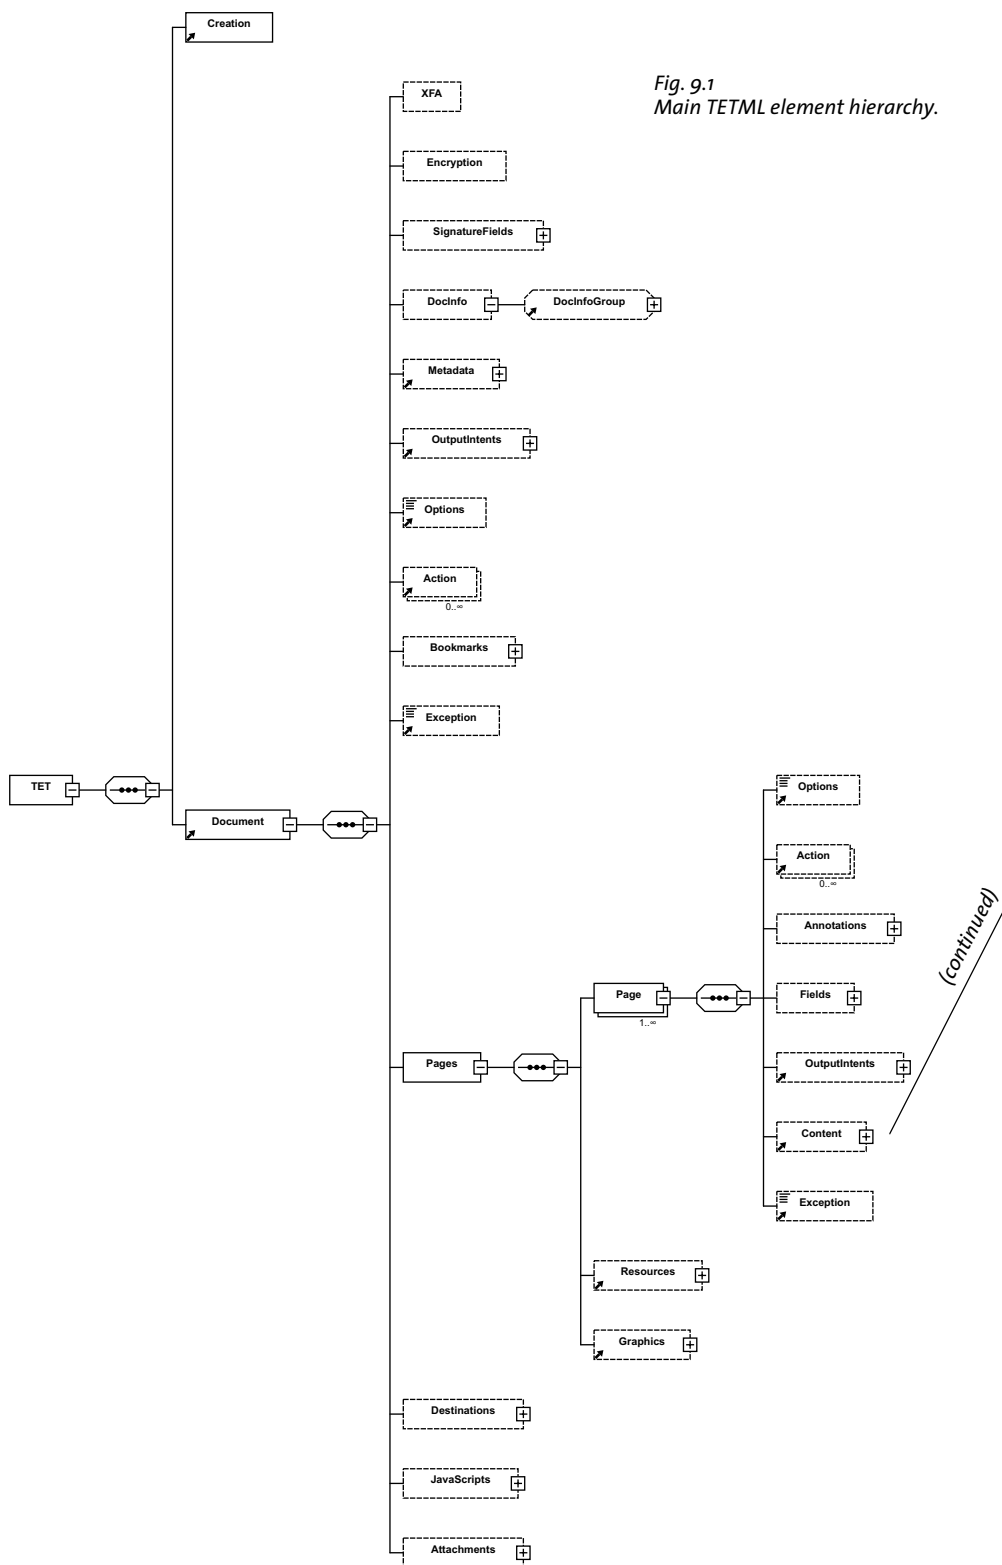 Creation
Fig. 9.1
Main TETML element hierarchy.
XFA
Encryption
SignatureFields
DocInfo
DocInfoGroup
Metadata
OutputIntents
Options
Action
0..∞
Bookmarks
Exception
TET
Document
Pages
Page
1..∞
Options
Action
0..∞
Annotations
Fields
OutputIntents
Content
(continued)
Exception
Resources
Graphics
Destinations
JavaScripts
Attachments